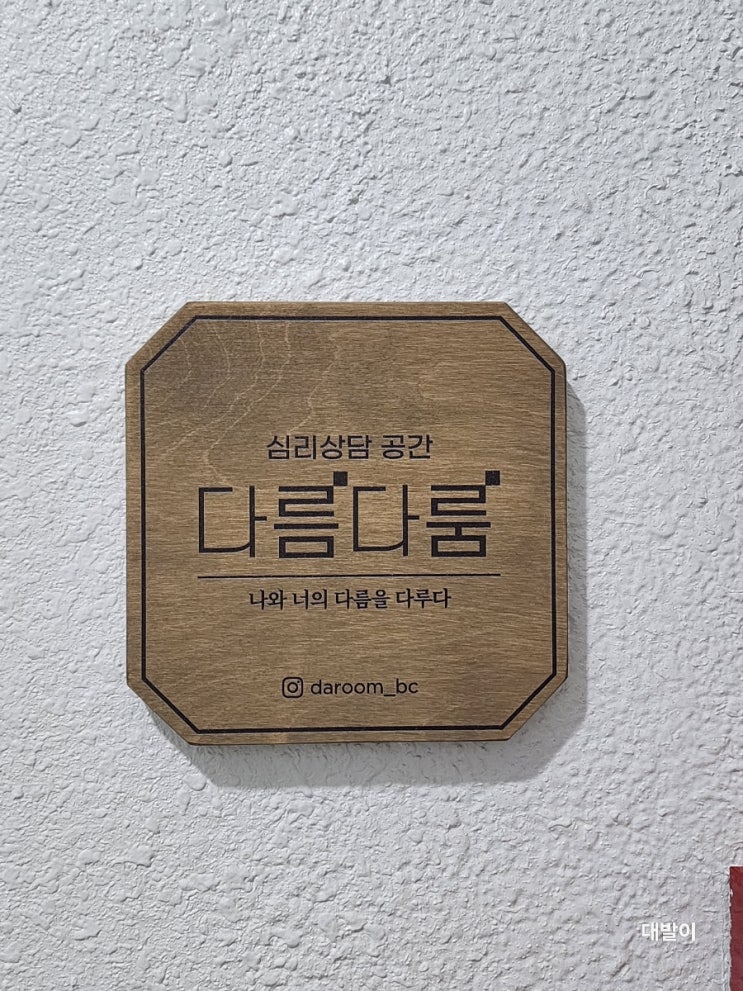 심리상담 공간
다름다룸
나와 너의 다름을 다루다
daroom_bc
대발이